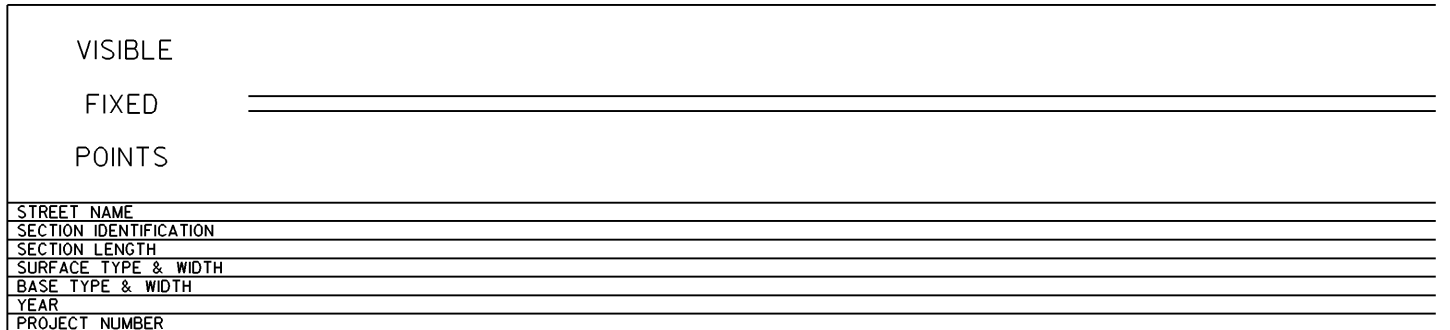 VISIBLE
FIXED
POINTS
STREET NAME
SECTION IDENTIFICATION
SECTION LENGTH
SURFACE TYPE & WIDTH
BASE TYPE & WIDTH
YEAR
PROJECT NUMBER